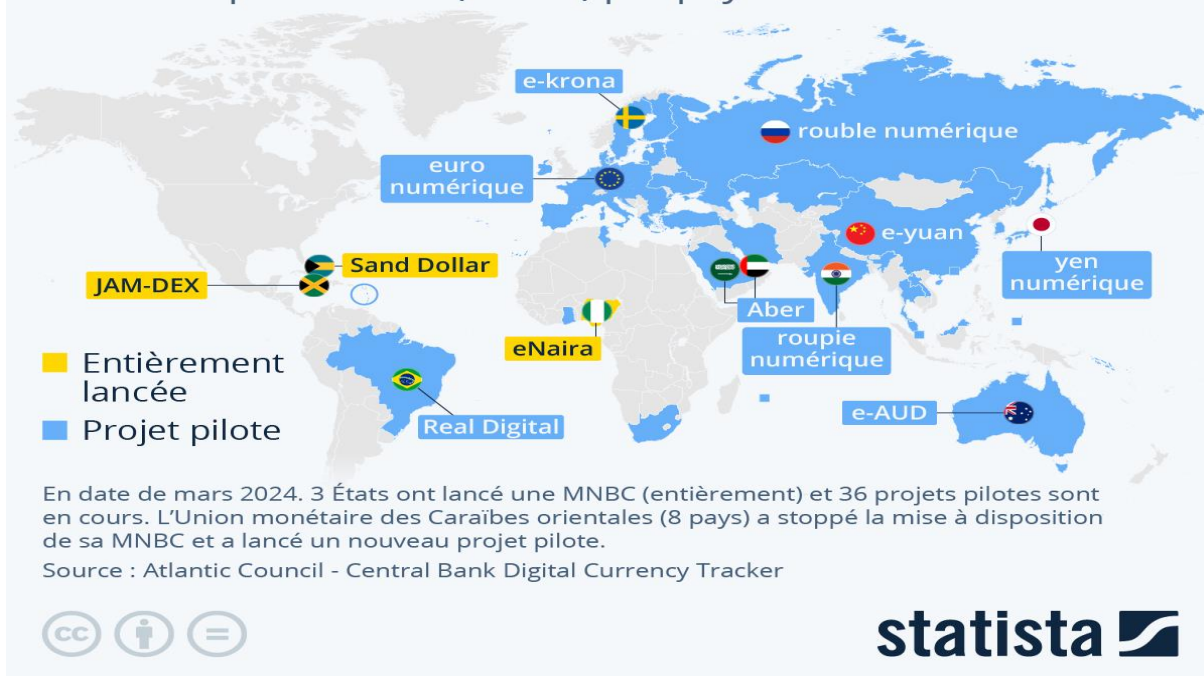 e-krona
rouble numérique
euro
numérique
e-yuan
Sand Dollar
JAM-DEX
yen
numérique
Aber
eNaira
roupie
numérique
Entièrement
lancée
Projet pilote
Real Digital
e-AUD
En date de mars 2024. 3 États ont lancé une MNBC (entièrement) et 36 projets pilotes sont
en cours. L'Union monétaire des Caraïbes orientales (8 pays) a stoppé la mise à disposition
de sa MNBC et a lancé un nouveau projet pilote.
Source : Atlantic Council - Central Bank Digital Currency Tracker
cc
statista